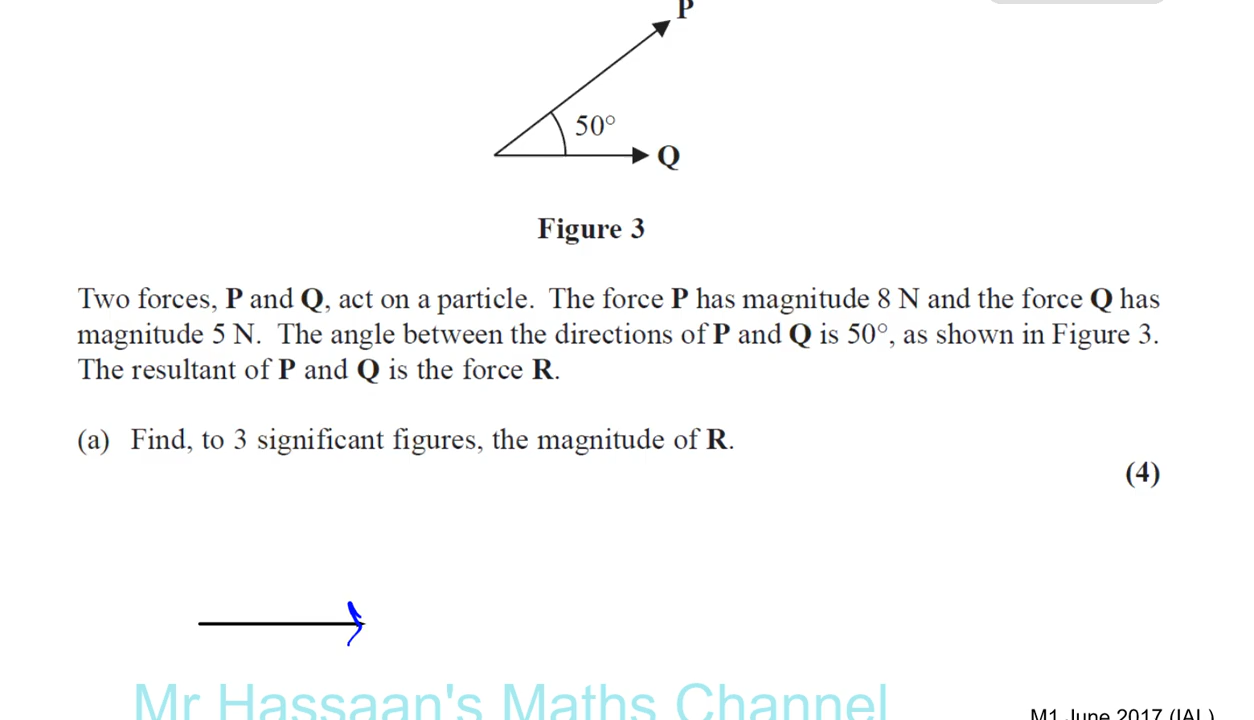 P
50°
Q
Figure 3
Two forces, P and Q, act on a particle. The force P has magnitude 8 N and the force Q has
magnitude 5 N. The angle between the directions of P and Q is 50°, as shown in Figure 3.
The resultant of P and Q is the force R.
(a) Find, to 3 significant figures, the magnitude of R.
(4)
Mr Hassaan's Maths Channel
M1 June 2017 (IAL)